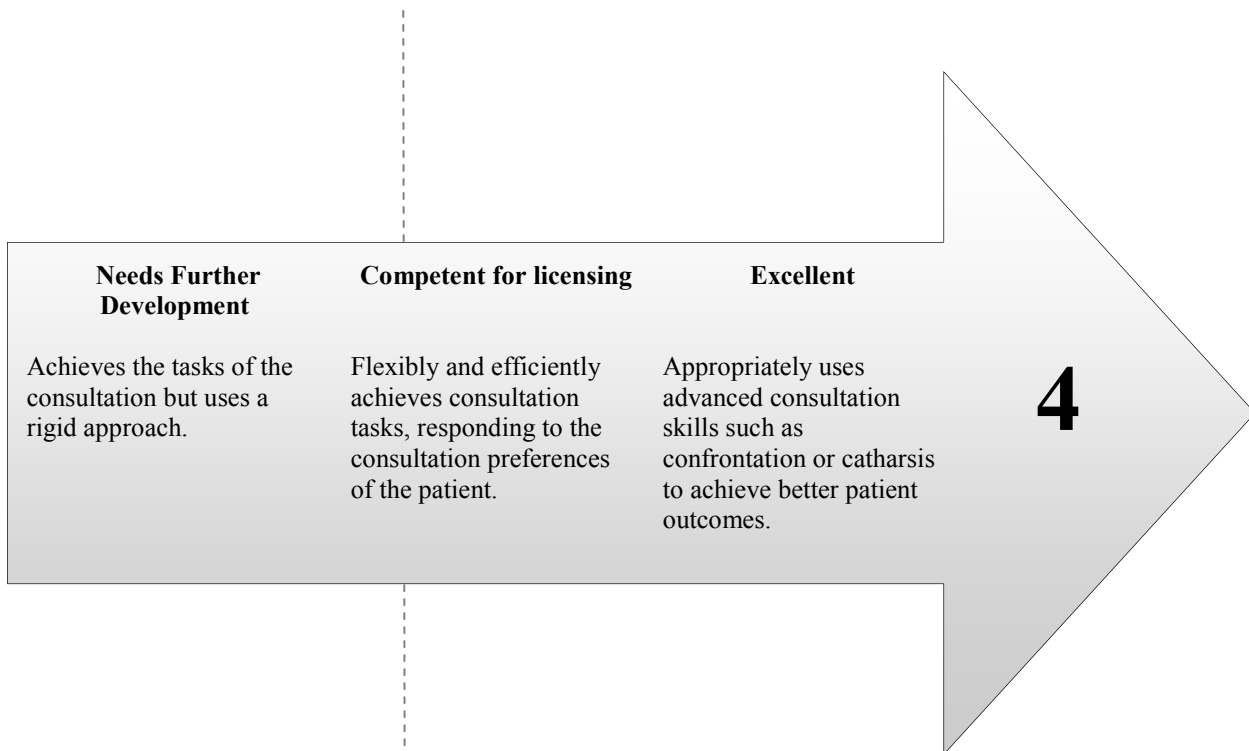 Needs Further
Development
Achieves the tasks of the
consultation but uses a
rigid approach.
Competent for licensing
Flexibly and efficiently
achieves consultation
tasks, responding to the
consultation preferences
of the patient.
Excellent
Appropriately uses
advanced consultation
skills such as
confrontation or catharsis
to achieve better patient
outcomes.
4